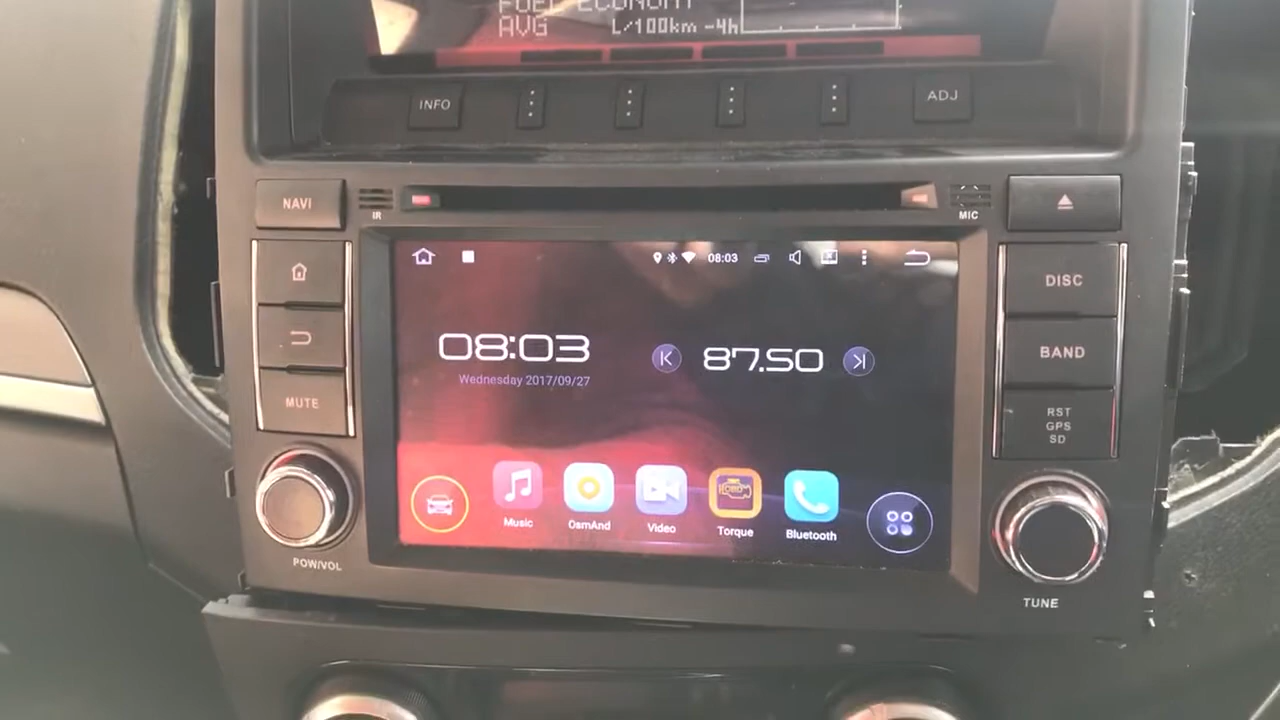 FUEL ECONOMY
AVG L/100km -4h
INFO
ADJ
NAVI
IR
MIC
08:03
DISC
08:03
87.50
BAND
Wednesday 2017/09/27
MUTE
RST
GPS
SD
Music
OsmAnd
Video
Torque
Bluetooth
POW/VOL
TUNE